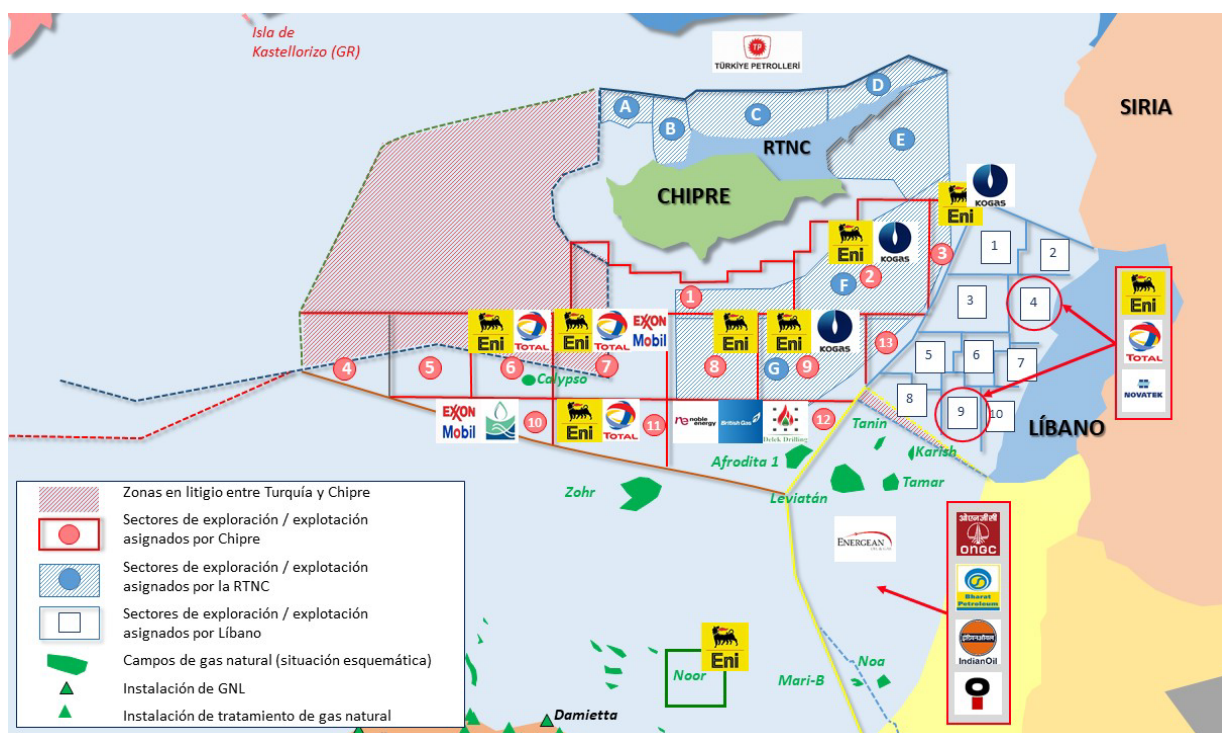 Isla de
Kastellorizo (GR)
TP
TÜRKİYE PETROLLERİ
SIRIA
A
B
C
D
E
RTNC
CHIPRE
Eni
KOGAS
Eni
KOGAS
1
2
3
F
1
2
3
4
Eni
TOTAL
NOVATEK
Eni
TOTAL
Eni
TOTAL
EXXON
Mobil
Eni
Eni
KOGAS
13
4
5
6
7
8
G
9
Calypso
5
6
7
8
9
10
LÍBANO
EXXON
Mobil
10
Eni
TOTAL
11
noble
energy
British Gas
Delek Drilling
12
Tanin
Karish
Afrodita 1
Leviatán
Tamar
Zohr
ENERGEAN
OIL & GAS
ओएनजीसी
ONGC
Bharat
Petroleum
इंडियनऑयल
IndianOil
Eni
Noor
Mari-B
Noa
Damietta
Zonas en litigio entre Turquía y Chipre
Sectores de exploración / explotación
asignados por Chipre
Sectores de exploración / explotación
asignados por la RTNC
Sectores de exploración / explotación
asignados por Líbano
Campos de gas natural (situación esquemática)
Instalación de GNL
Instalación de tratamiento de gas natural